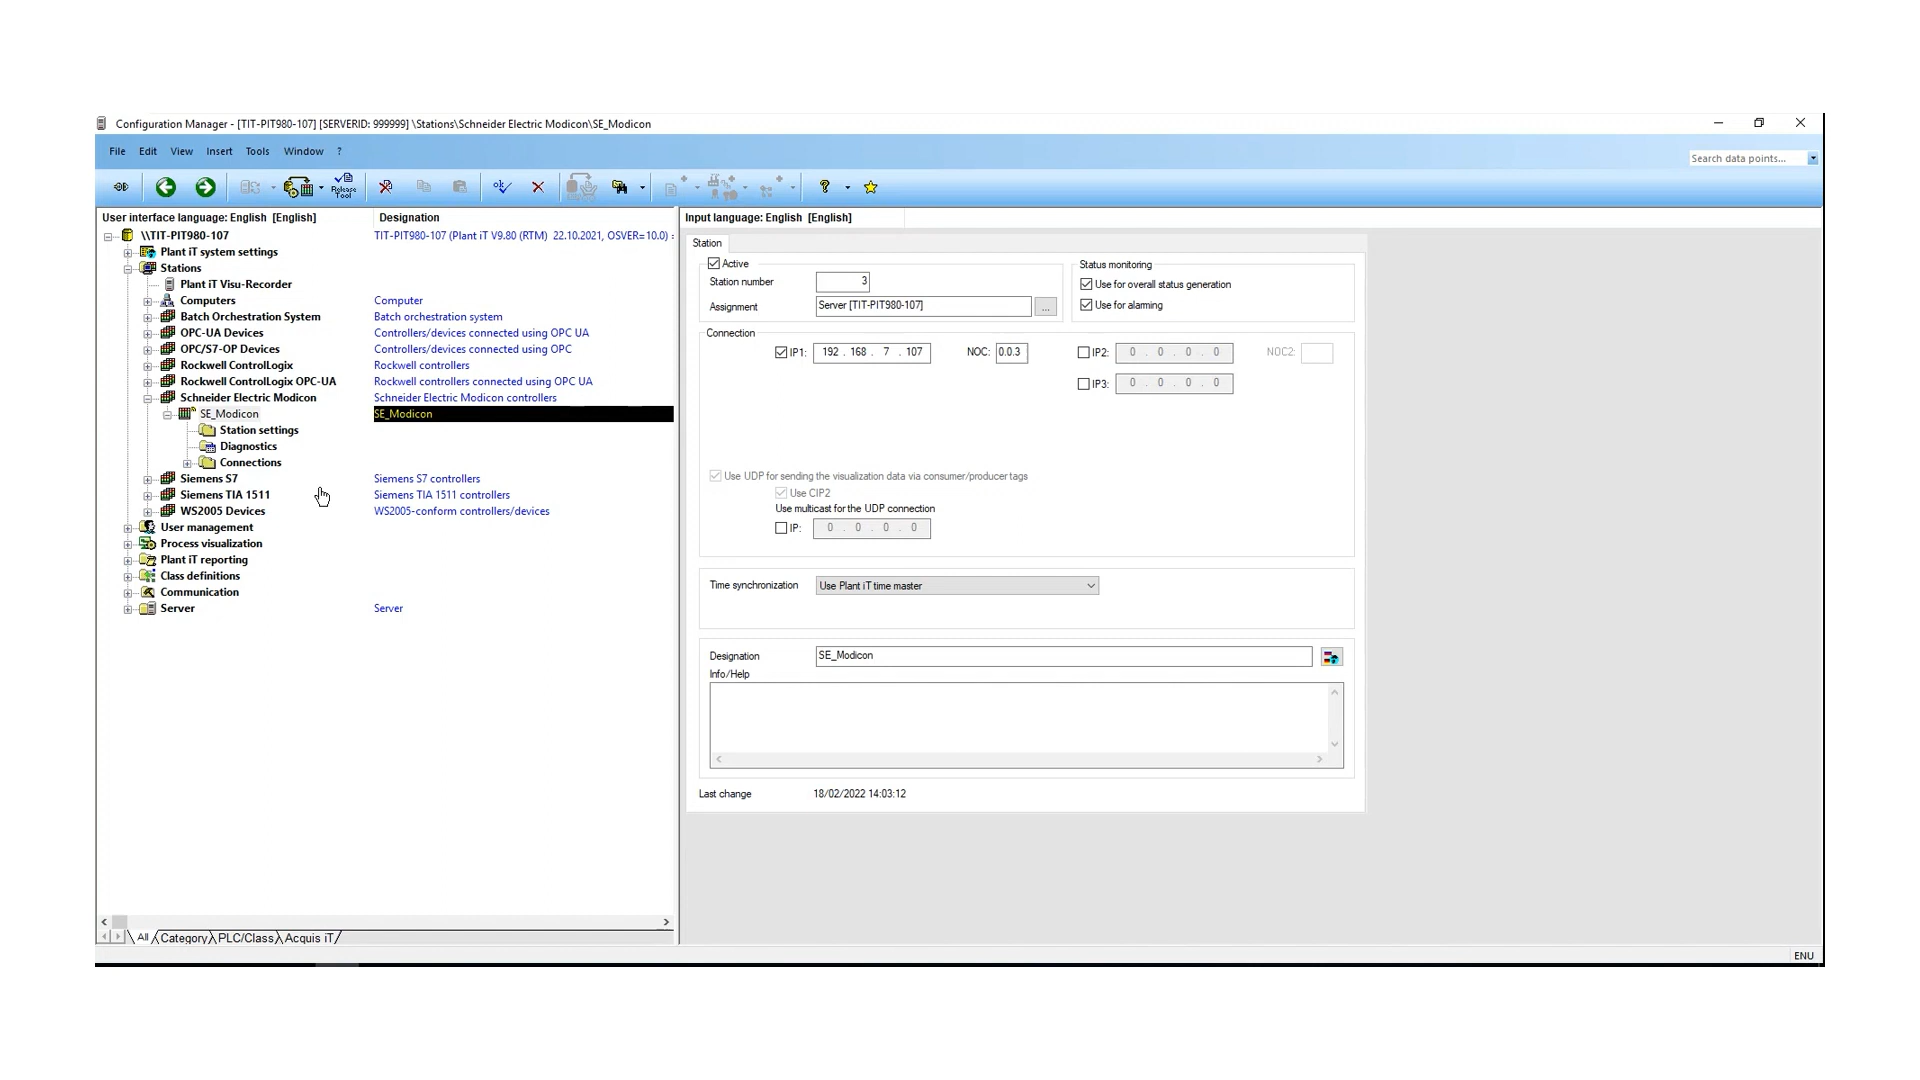 Configuration Manager - [TIT-PIT980-107] [SERVERID: 999999] \Stations\Schneider Electric Modicon\SE_Modicon
File Edit View Insert Tools Window ?
Search data points...
Release Tool
User interface language: English [English] Designation
Input language: English [English]
\\TIT-PIT980-107 TIT-PIT980-107 (Plant iT V9.80 (RTM) 22.10.2021, OSVER=10.0) :
Plant iT system settings
Stations
Plant iT Visu-Recorder
Computers Computer
Batch Orchestration System Batch orchestration system
OPC-UA Devices Controllers/devices connected using OPC UA
OPC/S7-OP Devices Controllers/devices connected using OPC
Rockwell ControlLogix Rockwell controllers
Rockwell ControlLogix OPC-UA Rockwell controllers connected using OPC UA
Schneider Electric Modicon Schneider Electric Modicon controllers
SE_Modicon SE_Modicon
Station settings
Diagnostics
Connections
Siemens S7 Siemens S7 controllers
Siemens TIA 1511 Siemens TIA 1511 controllers
WS2005 Devices WS2005-conform controllers/devices
User management
Process visualization
Plant iT reporting
Class definitions
Communication
Server Server
All Category PLC/Class Acquis iT
Station
Active
Station number 3
Assignment Server [TIT-PIT980-107] ...
Status monitoring
Use for overall status generation
Use for alarming
Connection
IP1: 192 . 168 . 7 . 107 NOC: 0.0.3 IP2: 0 . 0 . 0 . 0 NOC2:
IP3: 0 . 0 . 0 . 0
Use UDP for sending the visualization data via consumer/producer tags
Use CIP2
Use multicast for the UDP connection
IP: 0 . 0 . 0 . 0
Time synchronization Use Plant iT time master
Designation SE_Modicon
Info/Help
Last change 18/02/2022 14:03:12
ENU